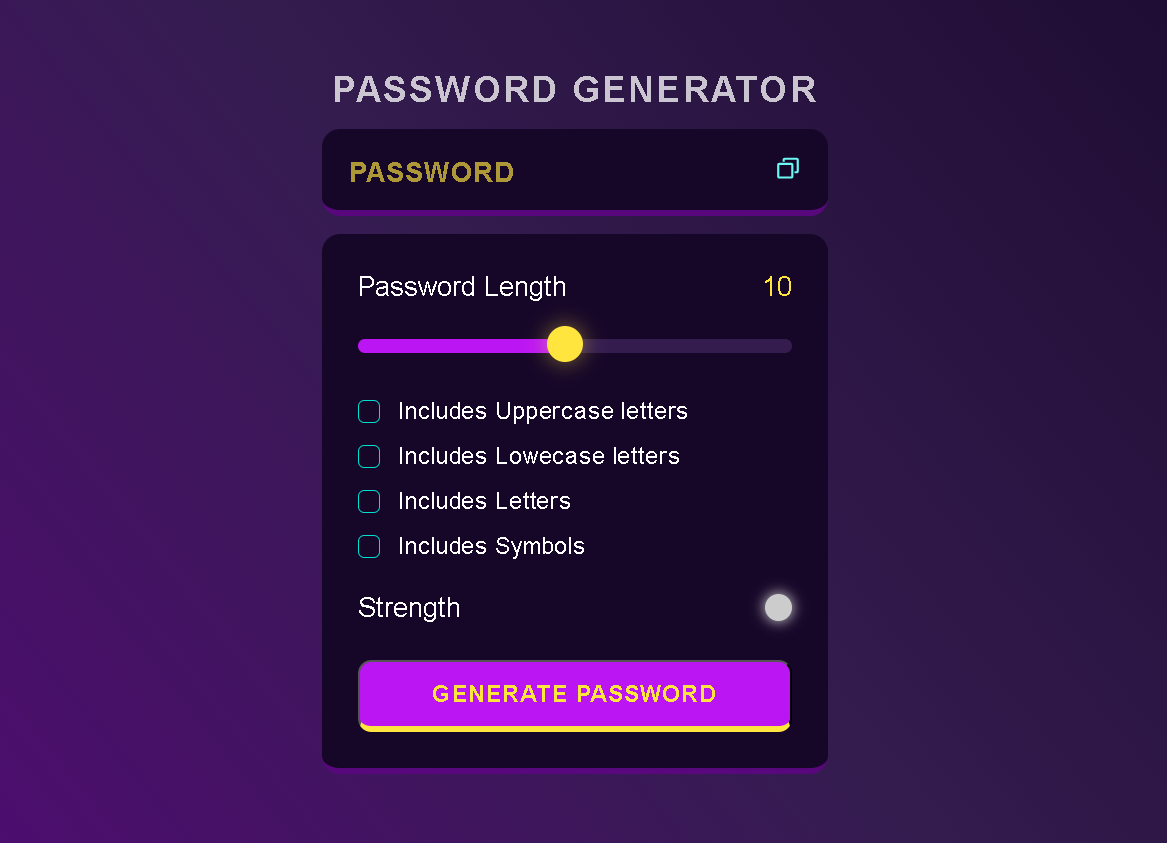 PASSWORD GENERATOR
PASSWORD
Password Length 10
Includes Uppercase letters
Includes Lowecase letters
Includes Letters
Includes Symbols
Strength
GENERATE PASSWORD